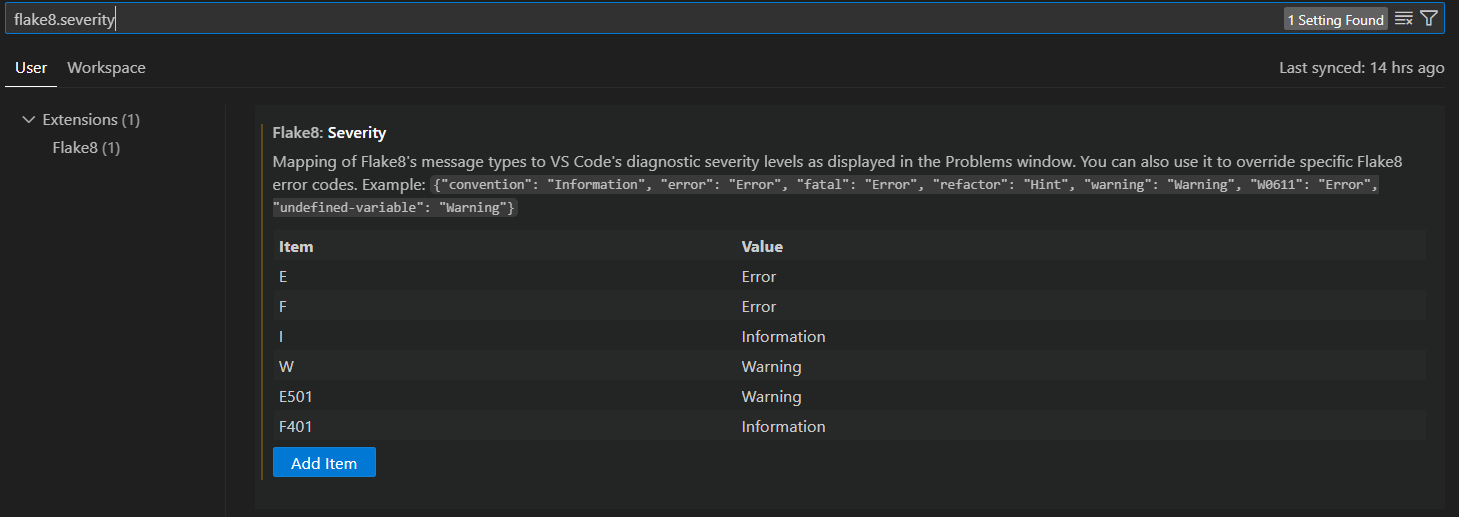 flake8.severity
1 Setting Found
User Workspace
Last synced: 14 hrs ago
Extensions (1)
Flake8 (1)
Flake8: Severity
Mapping of Flake8's message types to VS Code's diagnostic severity levels as displayed in the Problems window. You can also use it to override specific Flake8
error codes. Example: {"convention": "Information", "error": "Error", "fatal": "Error", "refactor": "Hint", "warning": "Warning", "W0611": "Error",
"undefined-variable": "Warning"}
Item Value
E Error
F Error
I Information
W Warning
E501 Warning
F401 Information
Add Item